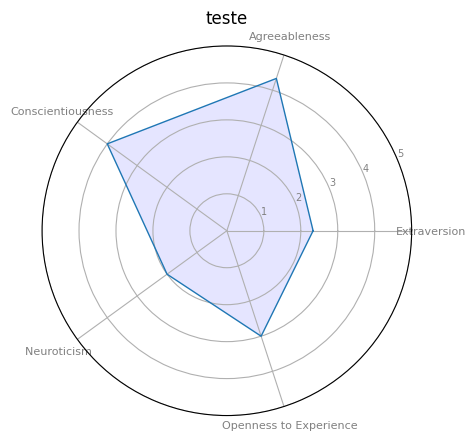 teste
Agreeableness
Conscientiousness
5
4
3
2
1
Extraversion
Neuroticism
Openness to Experience